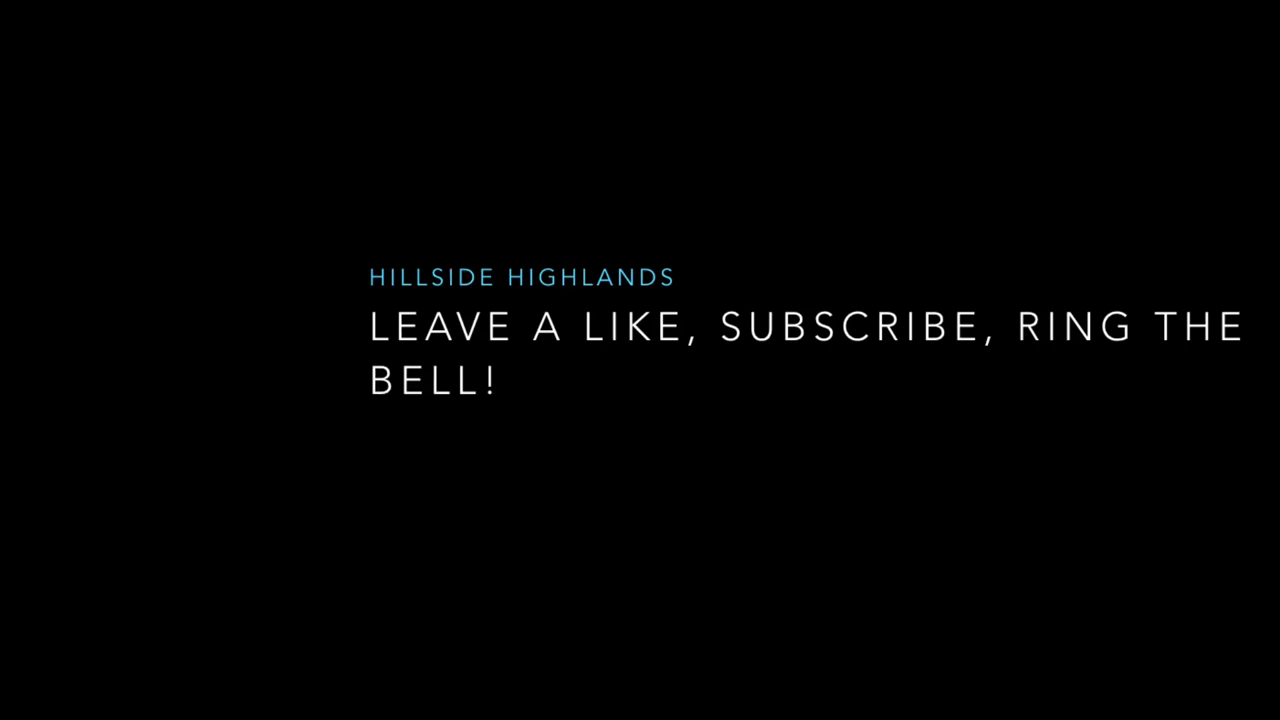 HILLSIDE HIGHLANDS
LEAVE A LIKE, SUBSCRIBE, RING THE
BELL!